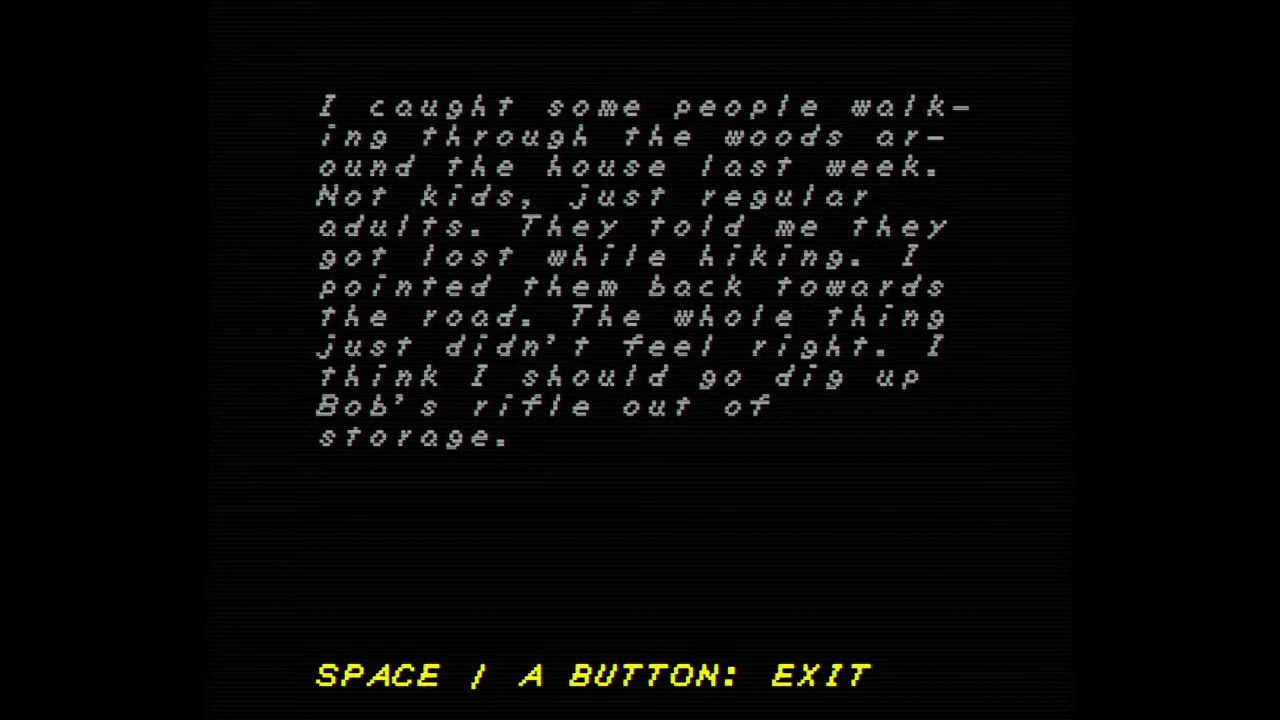 I caught some people walk-
ing through the woods ar-
ound the house last week.
Not kids, just regular
adults. They told me they
got lost while hiking. I
pointed them back towards
the road. The whole thing
just didn't feel right. I
think I should go dig up
Bob's rifle out of
storage.
SPACE / A BUTTON: EXIT